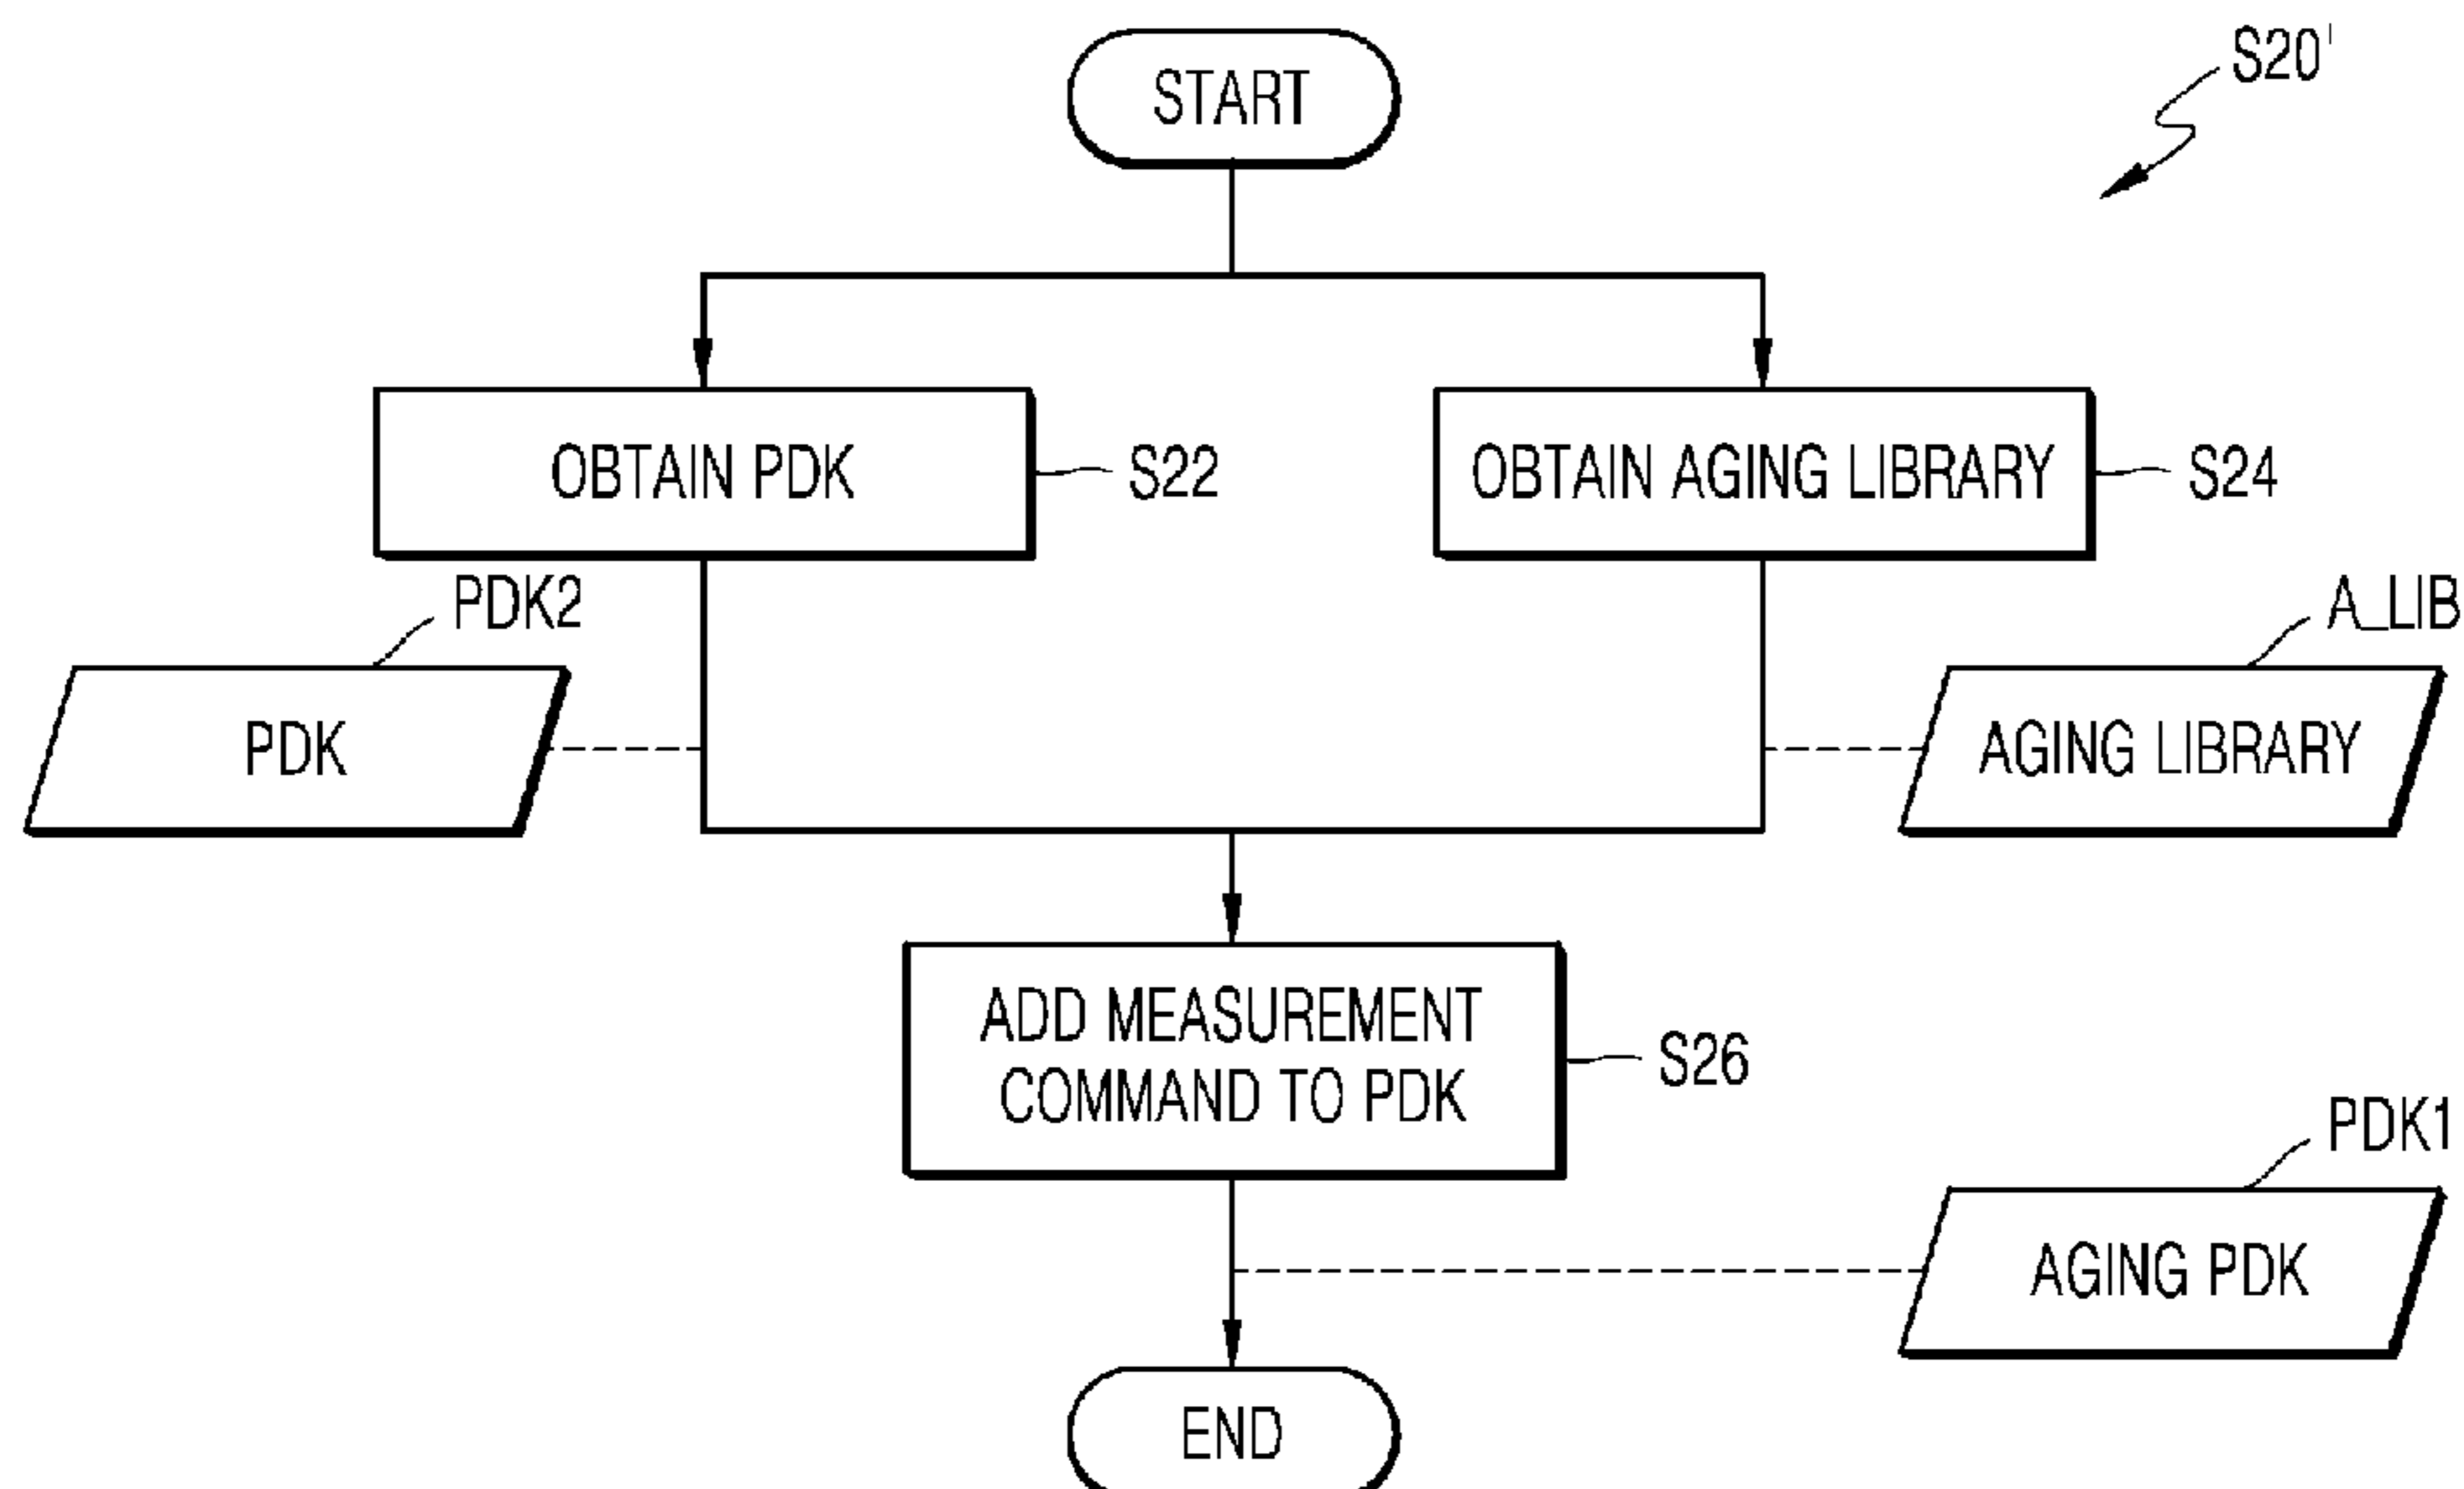 START
S20'
OBTAIN PDK
S22
OBTAIN AGING LIBRARY
S24
PDK2
A_LIB
PDK
AGING LIBRARY
ADD MEASUREMENT
COMMAND TO PDK
S26
PDK1
AGING PDK
END